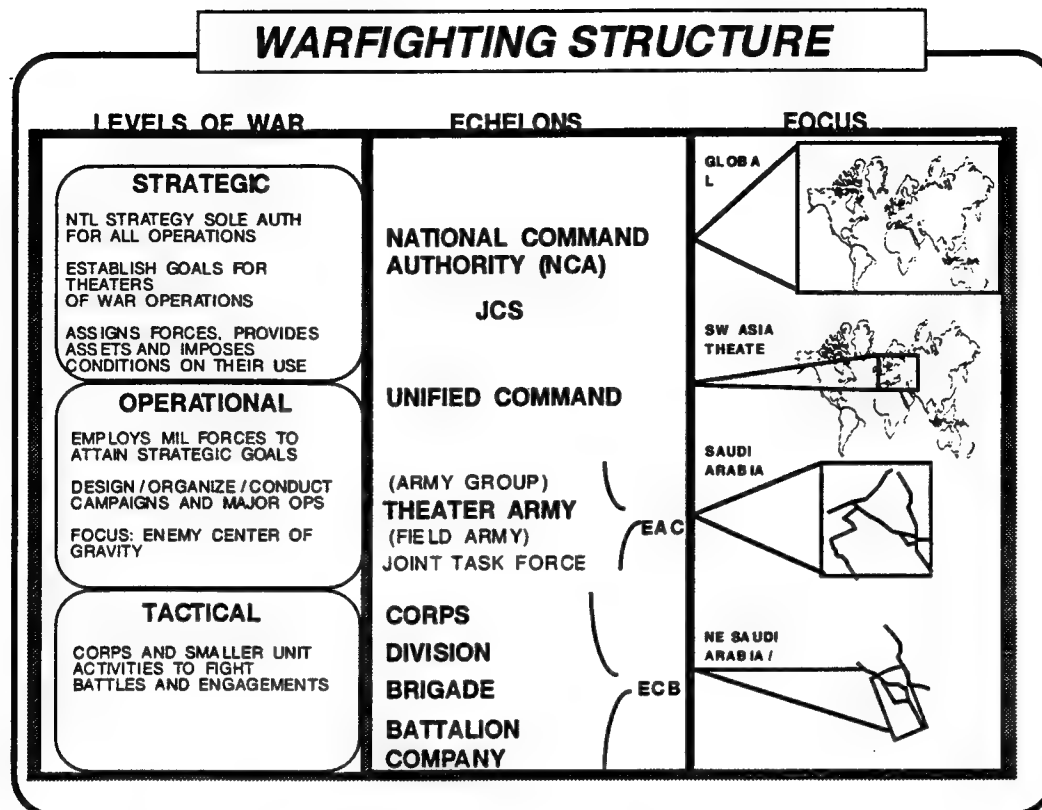 WARFIGHTING STRUCTURE
LEVELS OF WAR
ECHELONS
FOCUS
STRATEGIC
NTL STRATEGY SOLE AUTH
FOR ALL OPERATIONS
ESTABLISH GOALS FOR
THEATERS
OF WAR OPERATIONS
ASSIGNS FORCES, PROVIDES
ASSETS AND IMPOSES
CONDITIONS ON THEIR USE
OPERATIONAL
EMPLOYS MIL FORCES TO
ATTAIN STRATEGIC GOALS
DESIGN/ORGANIZE/CONDUCT
CAMPAIGNS AND MAJOR OPS
FOCUS: ENEMY CENTER OF
GRAVITY
TACTICAL
CORPS AND SMALLER UNIT
ACTIVITIES TO FIGHT
BATTLES AND ENGAGEMENTS
NATIONAL COMMAND
AUTHORITY (NCA)
JCS
UNIFIED COMMAND
(ARMY GROUP)
THEATER ARMY
(FIELD ARMY)
JOINT TASK FORCE
EAC
CORPS
DIVISION
BRIGADE
ECB
BATTALION
COMPANY
GLOBA
L
SW ASIA
THEATE
SAUDI
ARABIA
NE SAUDI
ARABIA/